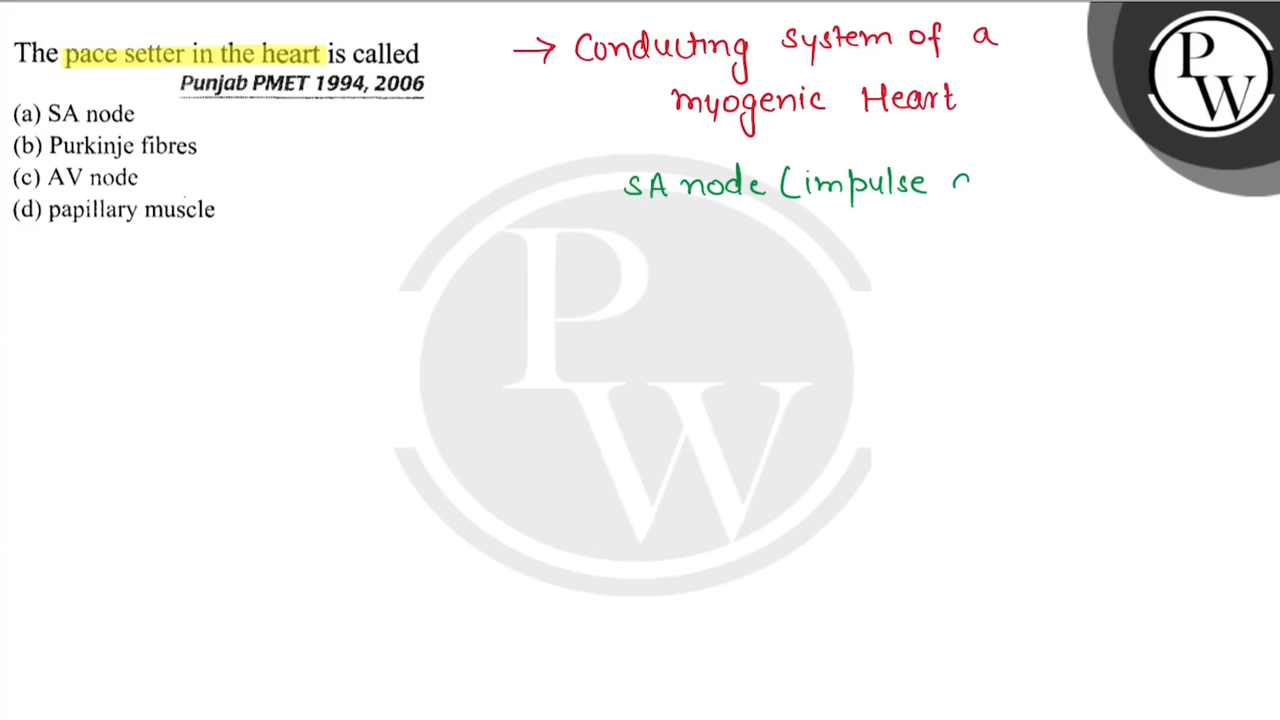 The pace setter in the heart is called
Punjab PMET 1994, 2006
(a) SA node
(b) Purkinje fibres
(c) AV node
(d) papillary muscle
→ Conducting system of a
myogenic Heart
SA node (impulse
P
W
P
W